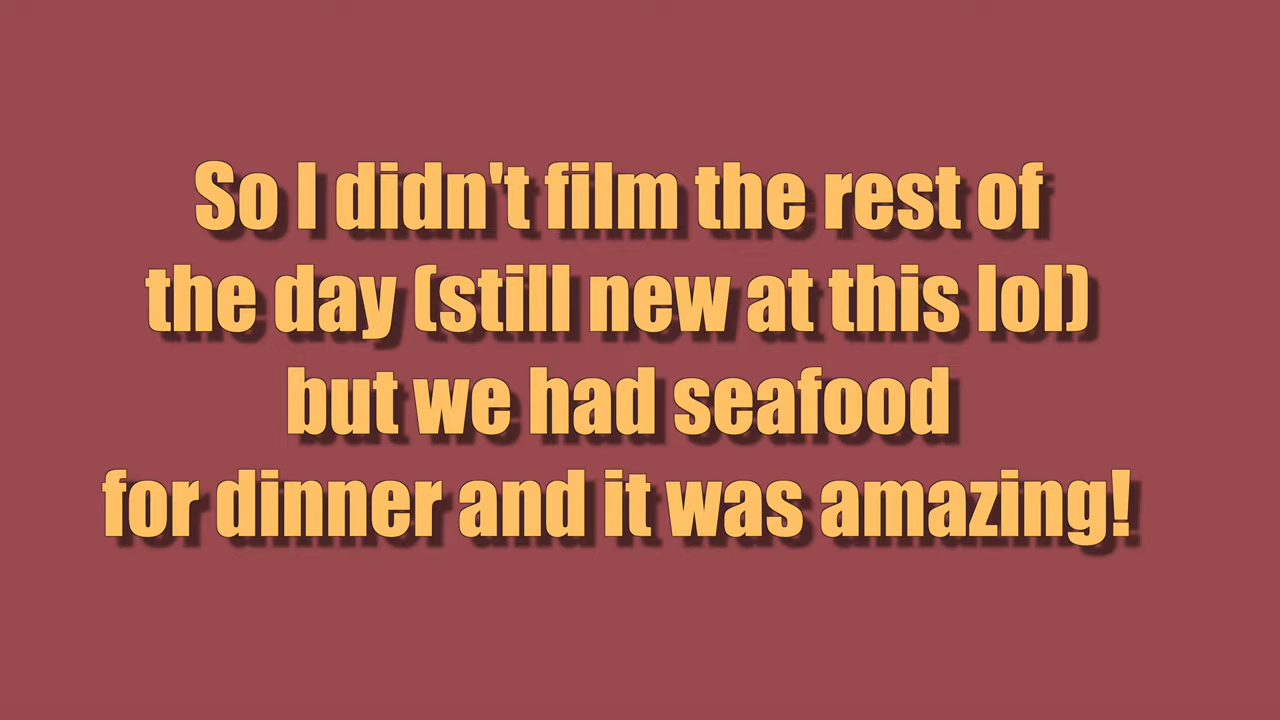 So I didn't film the rest of
the day (still new at this lol)
but we had seafood
for dinner and it was amazing!